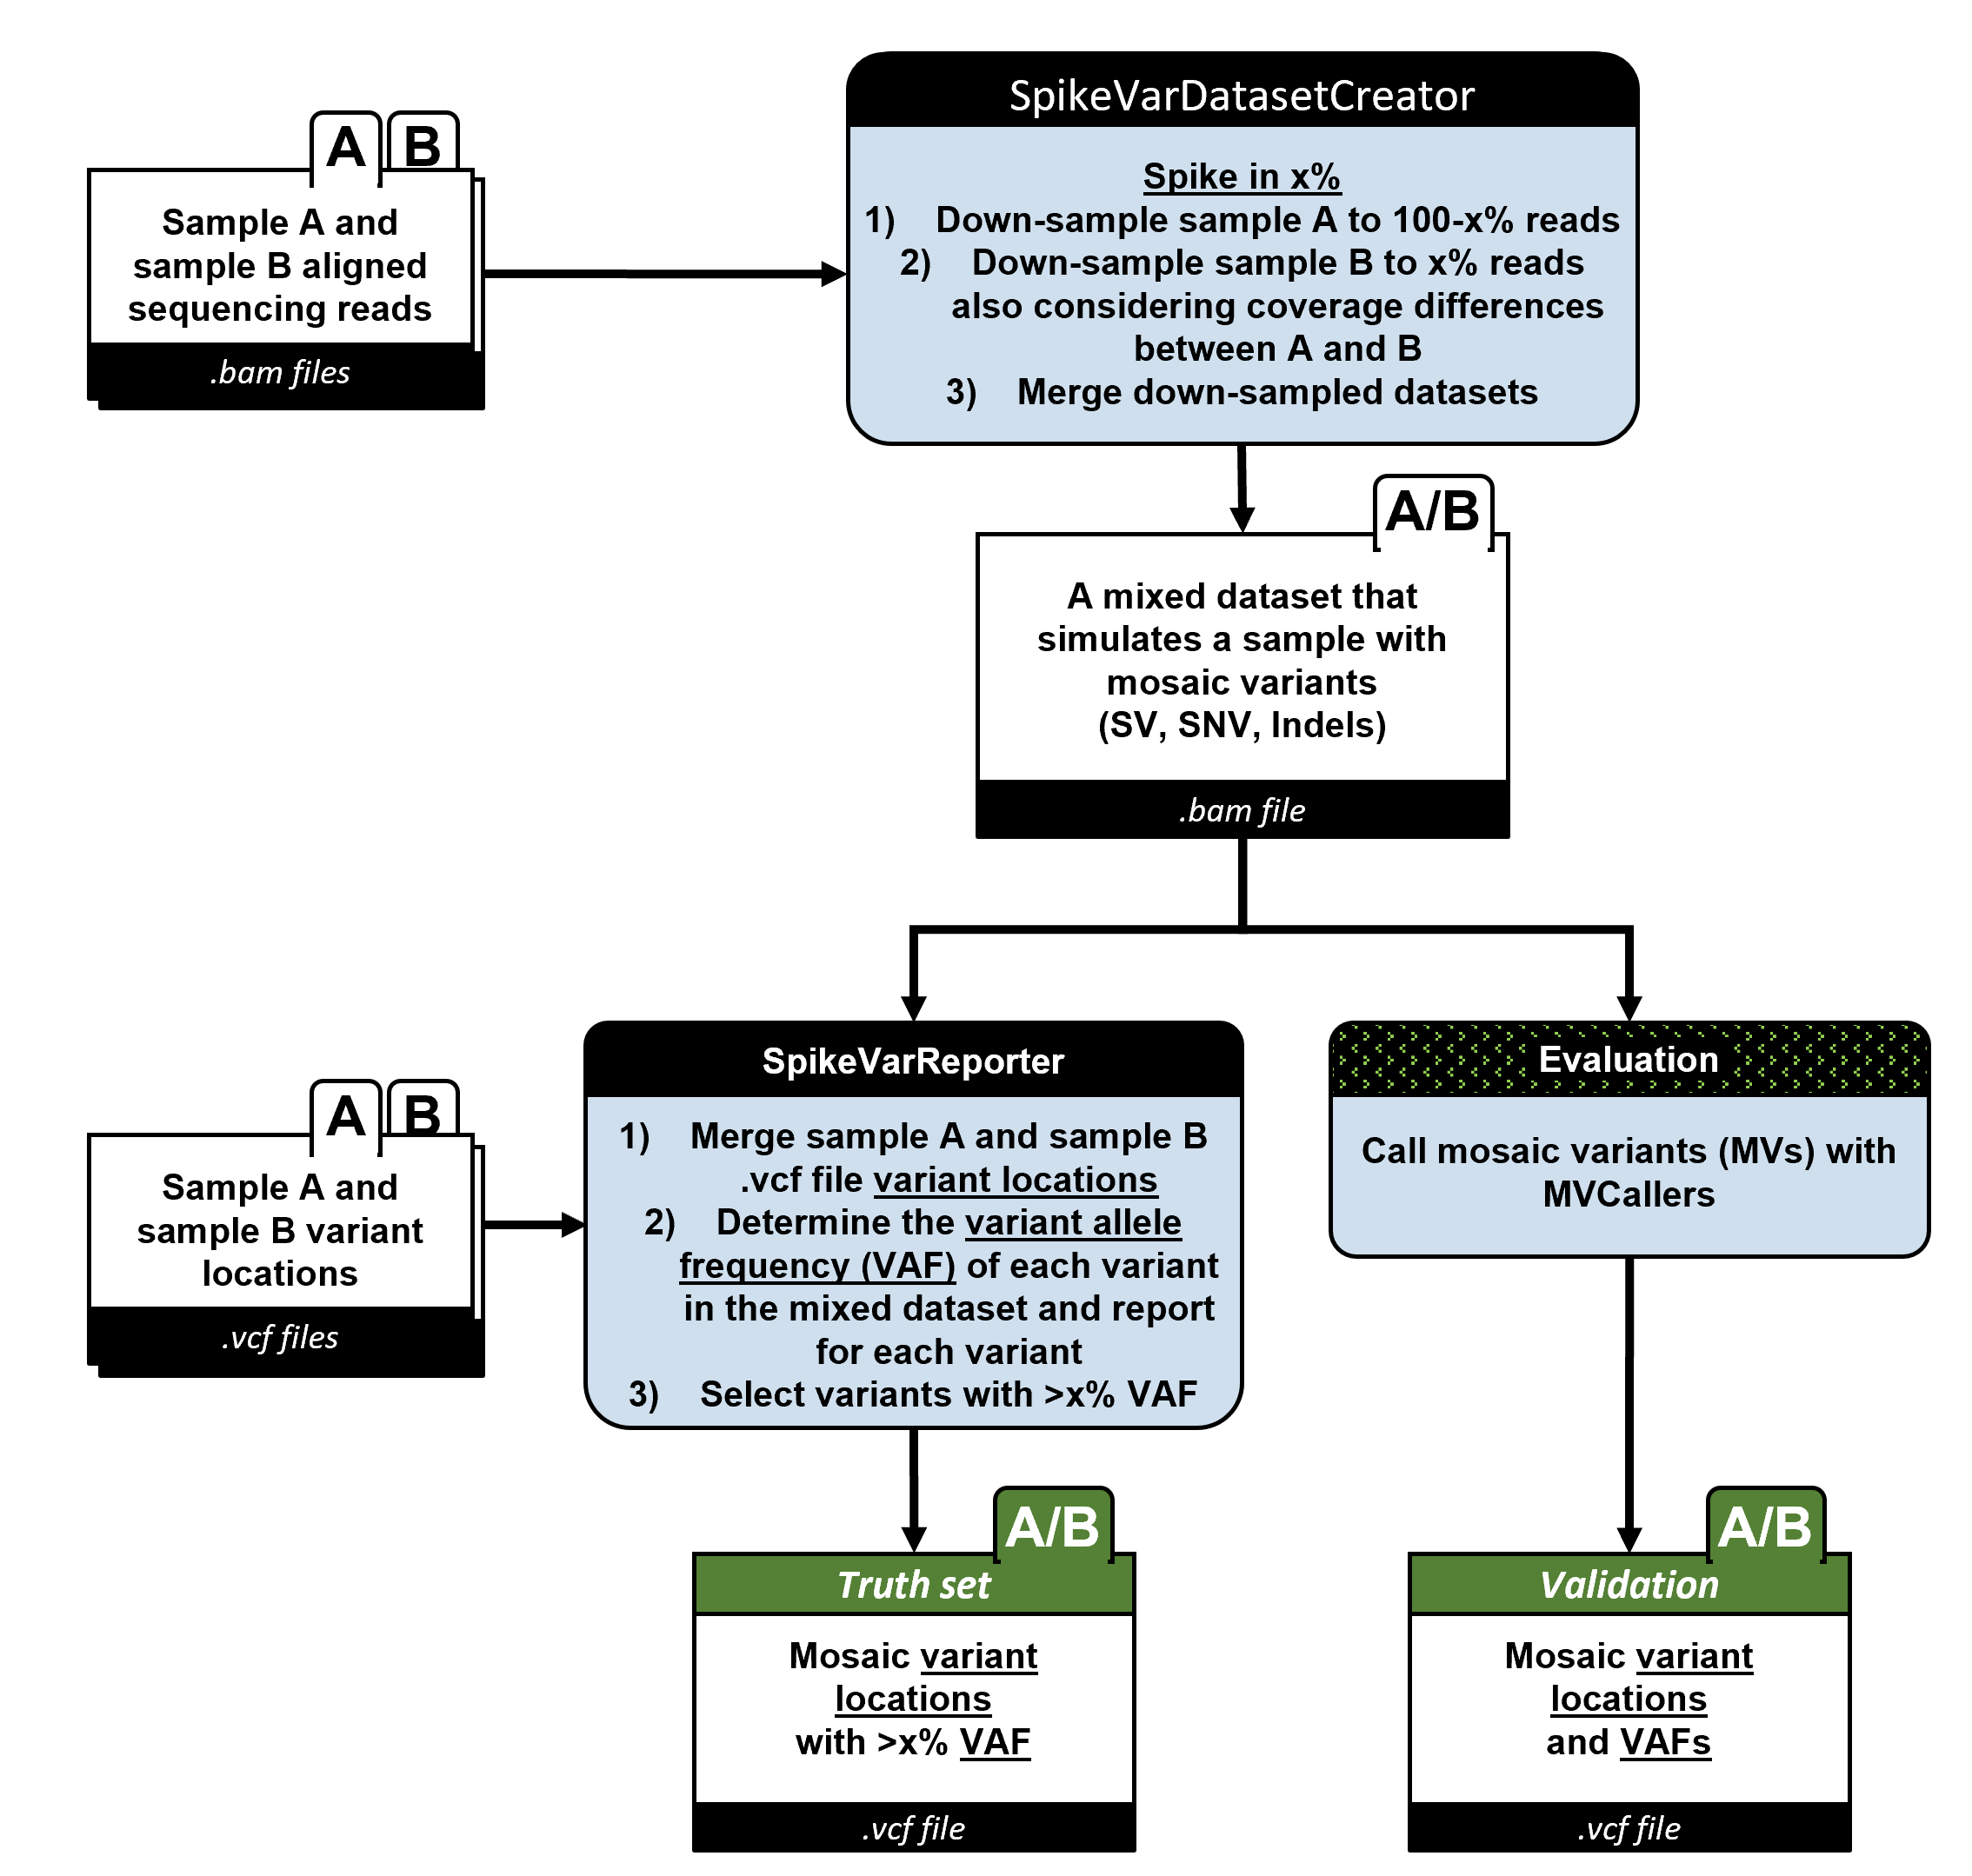 SpikeVarDatasetCreator
Spike in x%
1) Down-sample sample A to 100-x% reads
2) Down-sample sample B to x% reads
also considering coverage differences
between A and B
3) Merge down-sampled datasets
A B
Sample A and
sample B aligned
sequencing reads
.bam files
A/B
A mixed dataset that
simulates a sample with
mosaic variants
(SV, SNV, Indels)
.bam file
A B
Sample A and
sample B variant
locations
.vcf files
SpikeVarReporter
1) Merge sample A and sample B
.vcf file variant locations
2) Determine the variant allele
frequency (VAF) of each variant
in the mixed dataset and report
for each variant
3) Select variants with >x% VAF
Evaluation
Call mosaic variants (MVs) with
MVCallers
A/B
Truth set
Mosaic variant
locations
with >x% VAF
.vcf file
A/B
Validation
Mosaic variant
locations
and VAFs
.vcf file